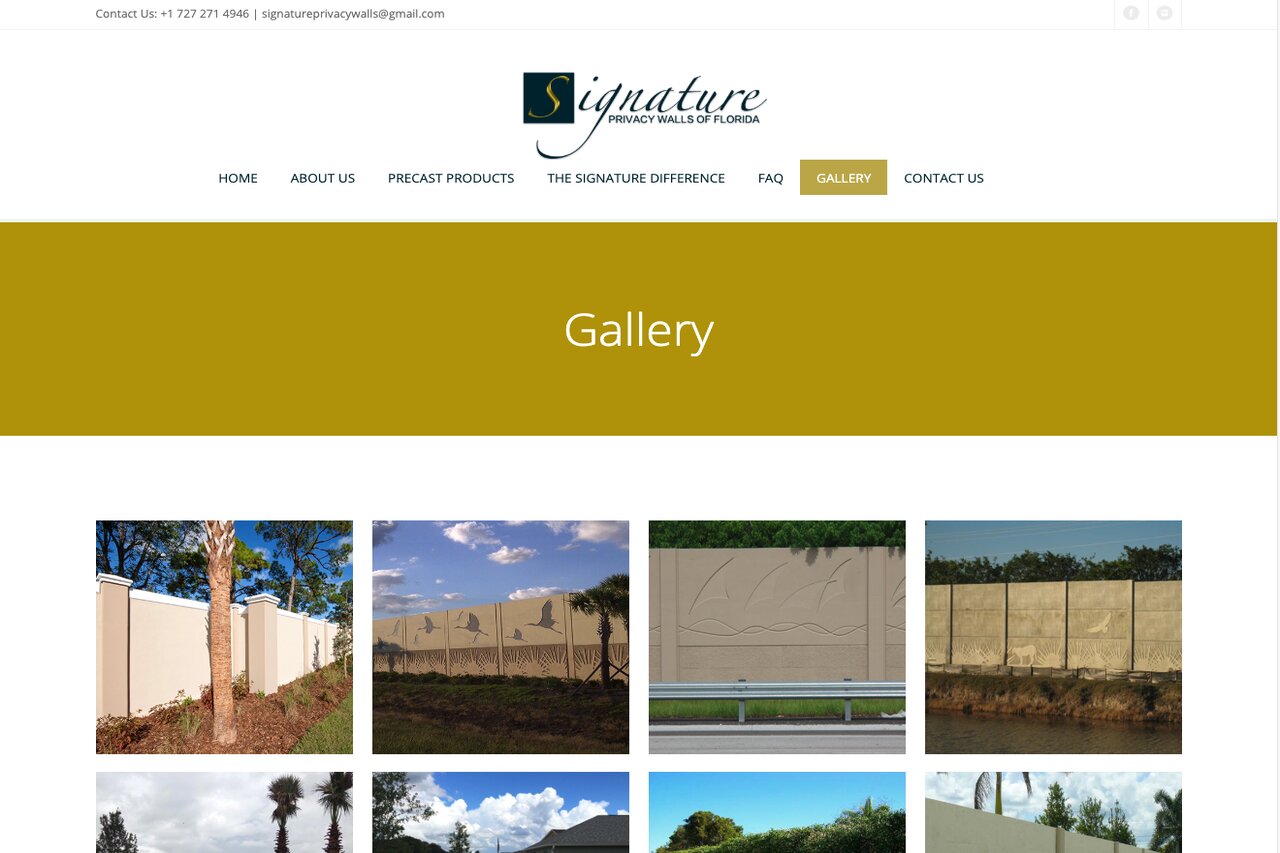 Contact Us: +1 727 271 4946 | signatureprivacywalls@gmail.com
Signature
PRIVACY WALLS OF FLORIDA
HOME ABOUT US PRECAST PRODUCTS THE SIGNATURE DIFFERENCE FAQ GALLERY CONTACT US
Gallery